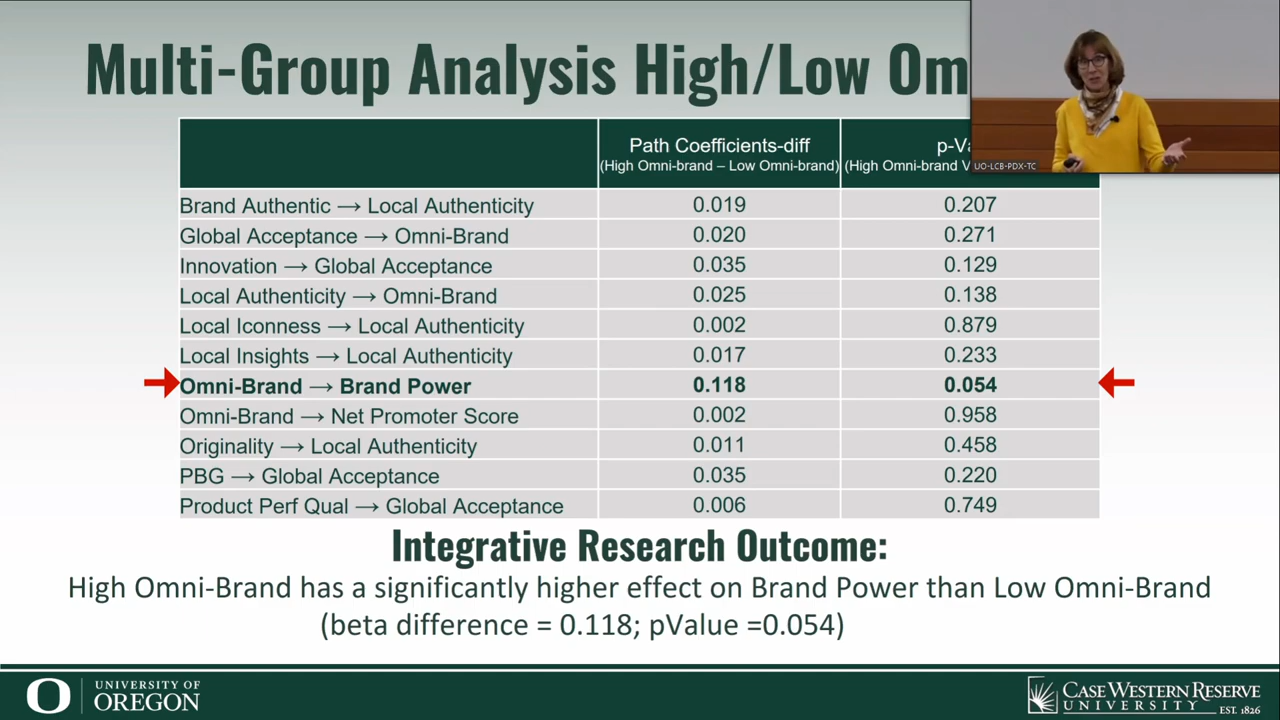 Multi-Group Analysis High/Low Om
Path Coefficients-diff
(High Omni-brand – Low Omni-brand)
p-Va
(High Omni-brand V
UO-LCB-PDX-TC
Brand Authentic → Local Authenticity 0.019 0.207
Global Acceptance → Omni-Brand 0.020 0.271
Innovation → Global Acceptance 0.035 0.129
Local Authenticity → Omni-Brand 0.025 0.138
Local Iconness → Local Authenticity 0.002 0.879
Local Insights → Local Authenticity 0.017 0.233
Omni-Brand → Brand Power 0.118 0.054
Omni-Brand → Net Promoter Score 0.002 0.958
Originality → Local Authenticity 0.011 0.458
PBG → Global Acceptance 0.035 0.220
Product Perf Qual → Global Acceptance 0.006 0.749
Integrative Research Outcome:
High Omni-Brand has a significantly higher effect on Brand Power than Low Omni-Brand
(beta difference = 0.118; pValue =0.054)
O
UNIVERSITY OF
OREGON
CASE WESTERN RESERVE
UNIVERSITY EST. 1826